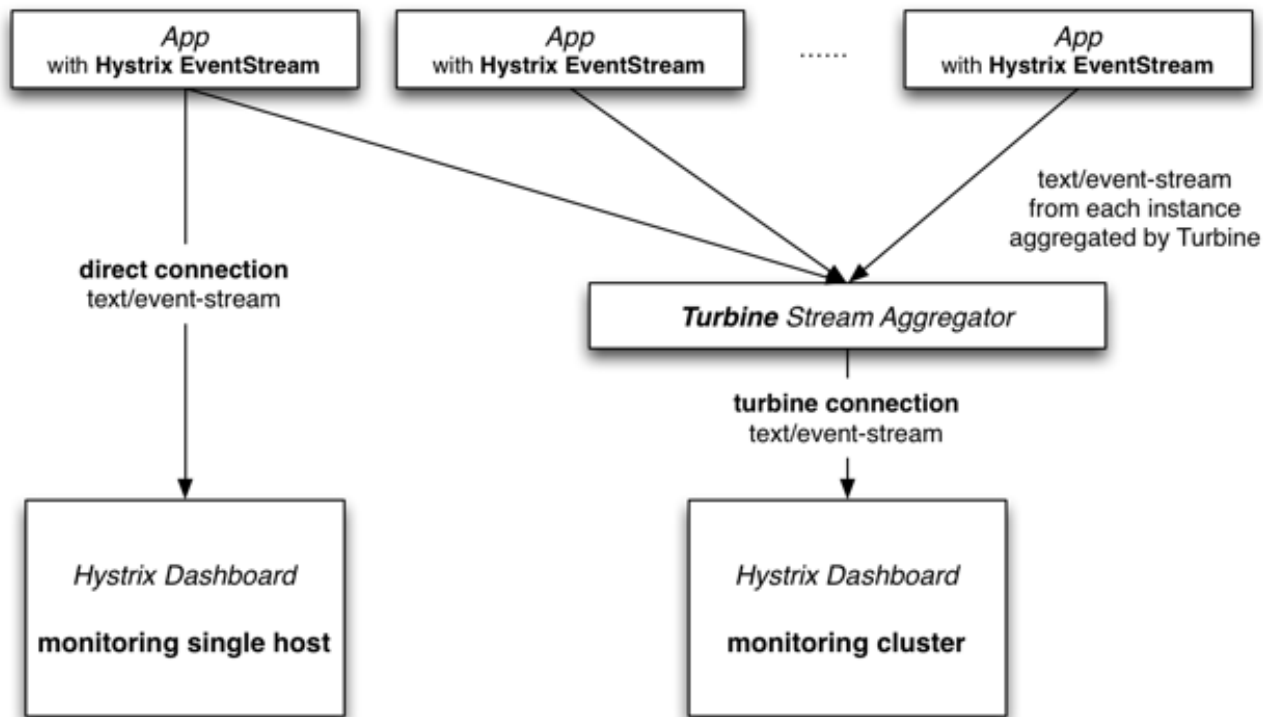 App
with Hystrix EventStream
App
with Hystrix EventStream
......
App
with Hystrix EventStream
text/event-stream
from each instance
aggregated by Turbine
direct connection
text/event-stream
Turbine Stream Aggregator
turbine connection
text/event-stream
Hystrix Dashboard
monitoring single host
Hystrix Dashboard
monitoring cluster